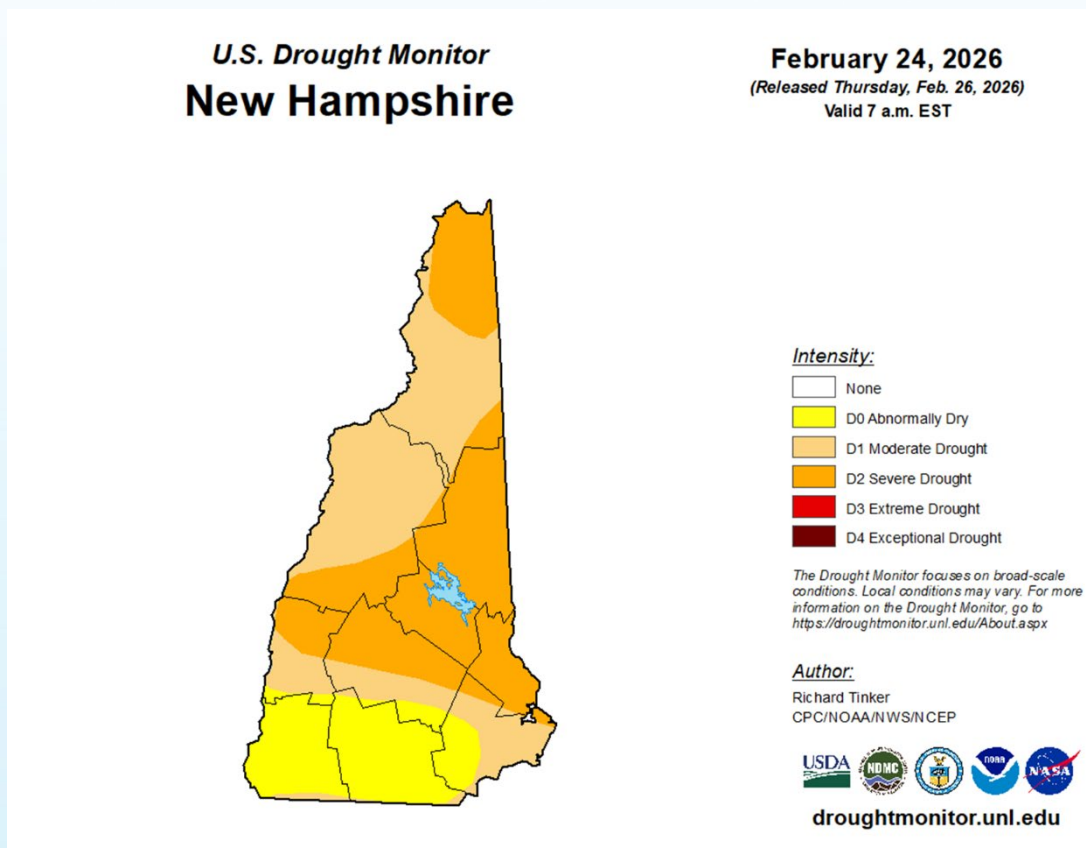 U.S. Drought Monitor
New Hampshire
February 24, 2026
(Released Thursday, Feb. 26, 2026)
Valid 7 a.m. EST
Intensity:
None
D0 Abnormally Dry
D1 Moderate Drought
D2 Severe Drought
D3 Extreme Drought
D4 Exceptional Drought
The Drought Monitor focuses on broad-scale
conditions. Local conditions may vary. For more
information on the Drought Monitor, go to
https://droughtmonitor.unl.edu/About.aspx
Author:
Richard Tinker
CPC/NOAA/NWS/NCEP
USDA
NDMC
noaa
NASA
droughtmonitor.unl.edu